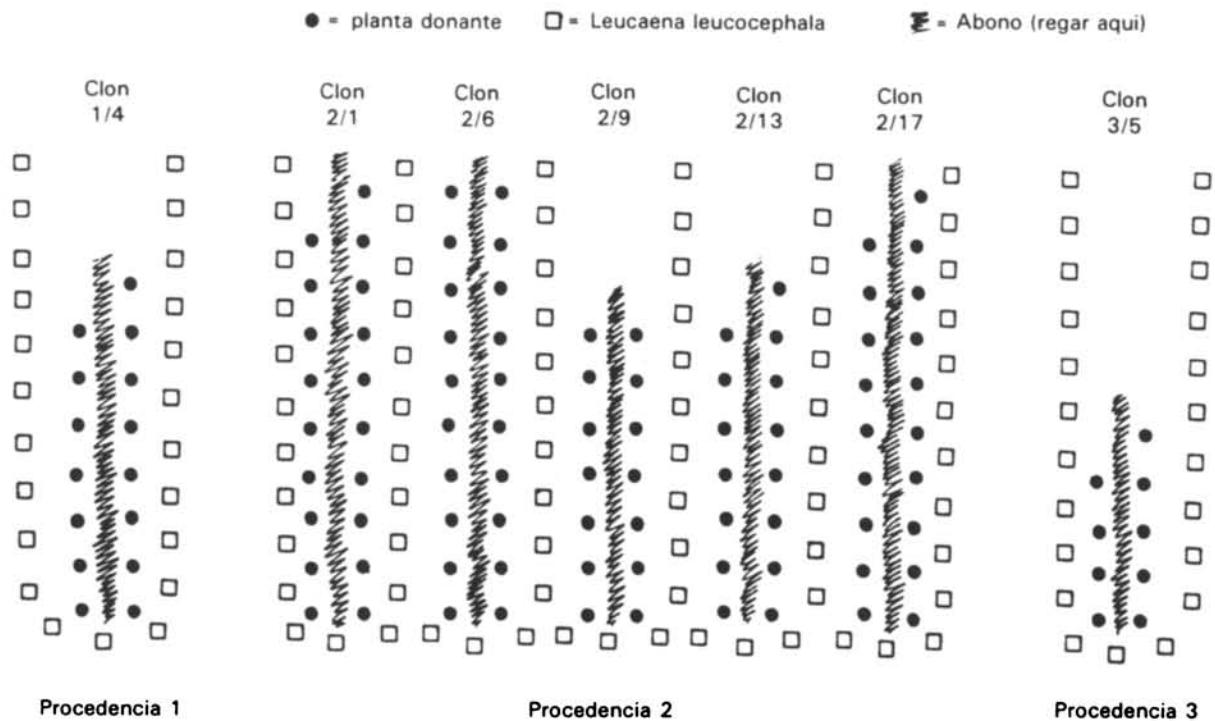 ● = planta donante □ = Leucaena leucocephala = Abono (regar aqui)
Clon 1/4
Clon 2/1
Clon 2/6
Clon 2/9
Clon 2/13
Clon 2/17
Clon 3/5
Procedencia 1 Procedencia 2 Procedencia 3